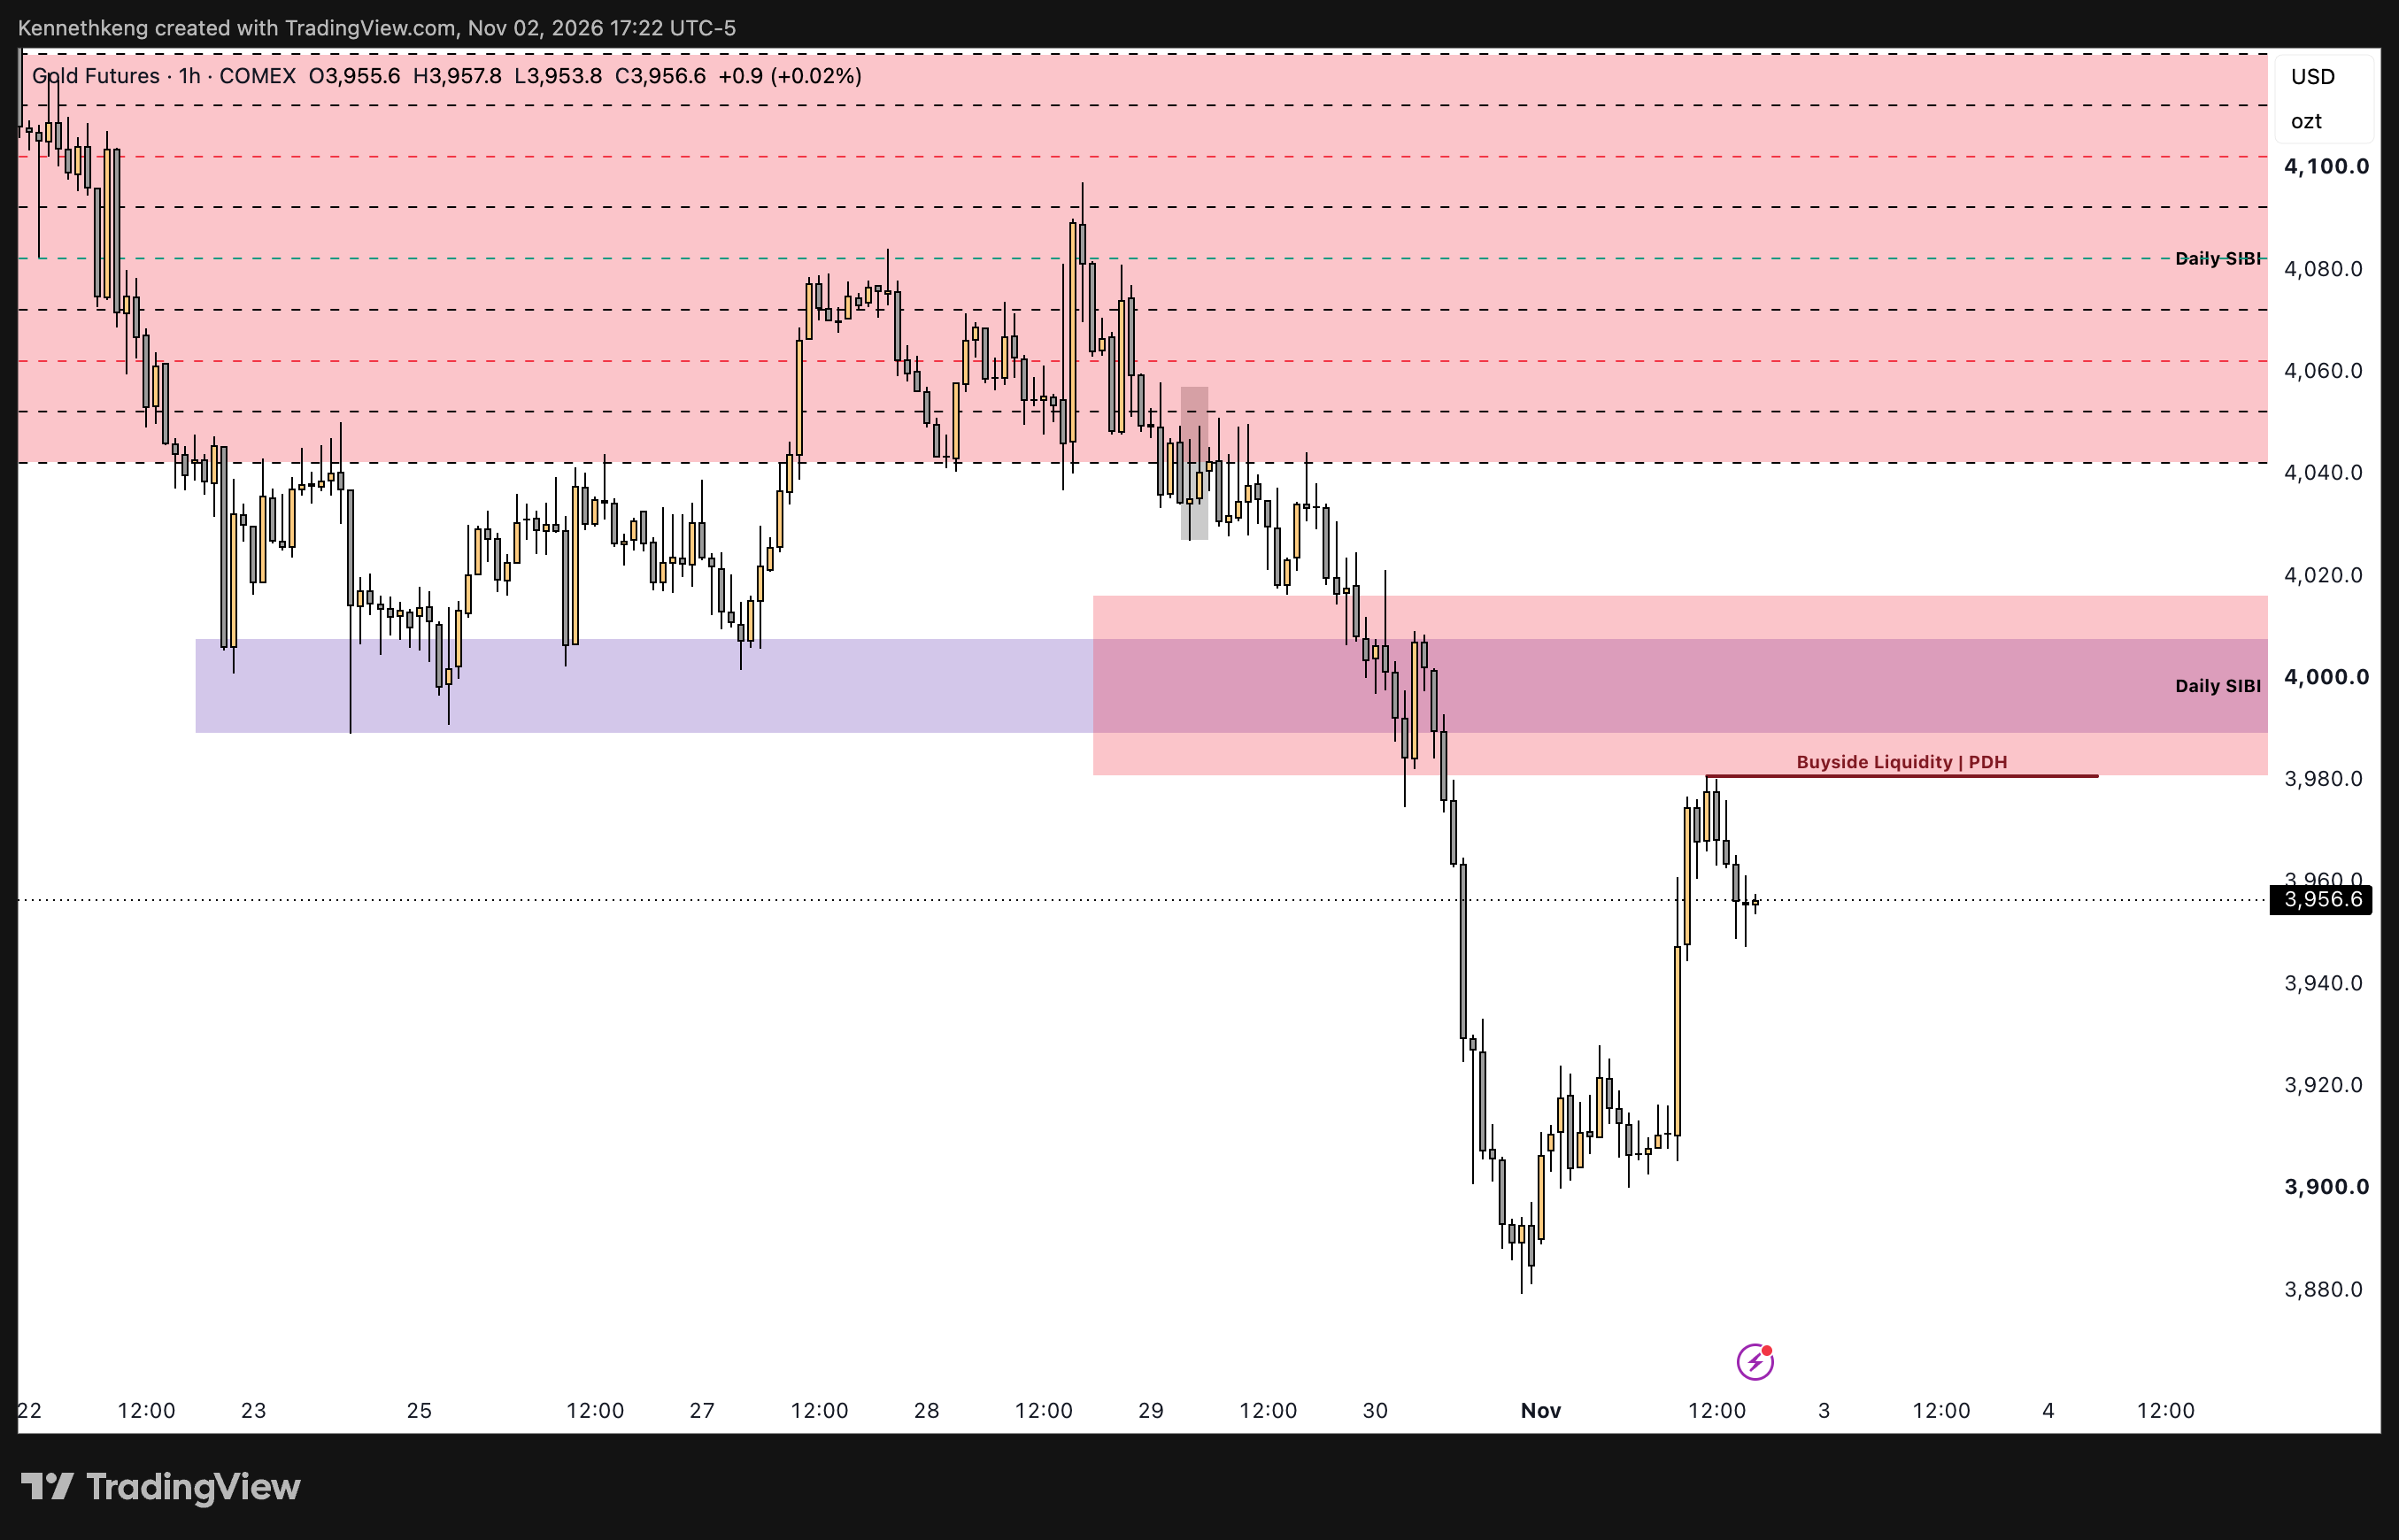 Kennethkeng created with TradingView.com, Nov 02, 2026 17:22 UTC-5
Gold Futures · 1h · COMEX O3,955.6 H3,957.8 L3,953.8 C3,956.6 +0.9 (+0.02%)
USD
ozt
4,100.0
Daily SIBI
4,080.0
4,060.0
4,040.0
4,020.0
4,000.0
Daily SIBI
Buyside Liquidity | PDH
3,980.0
3,960.0
3,956.6
3,940.0
3,920.0
3,900.0
3,880.0
22 12:00 23 25 12:00 27 12:00 28 12:00 29 12:00 30 Nov 12:00 3 12:00 4 12:00
TradingView